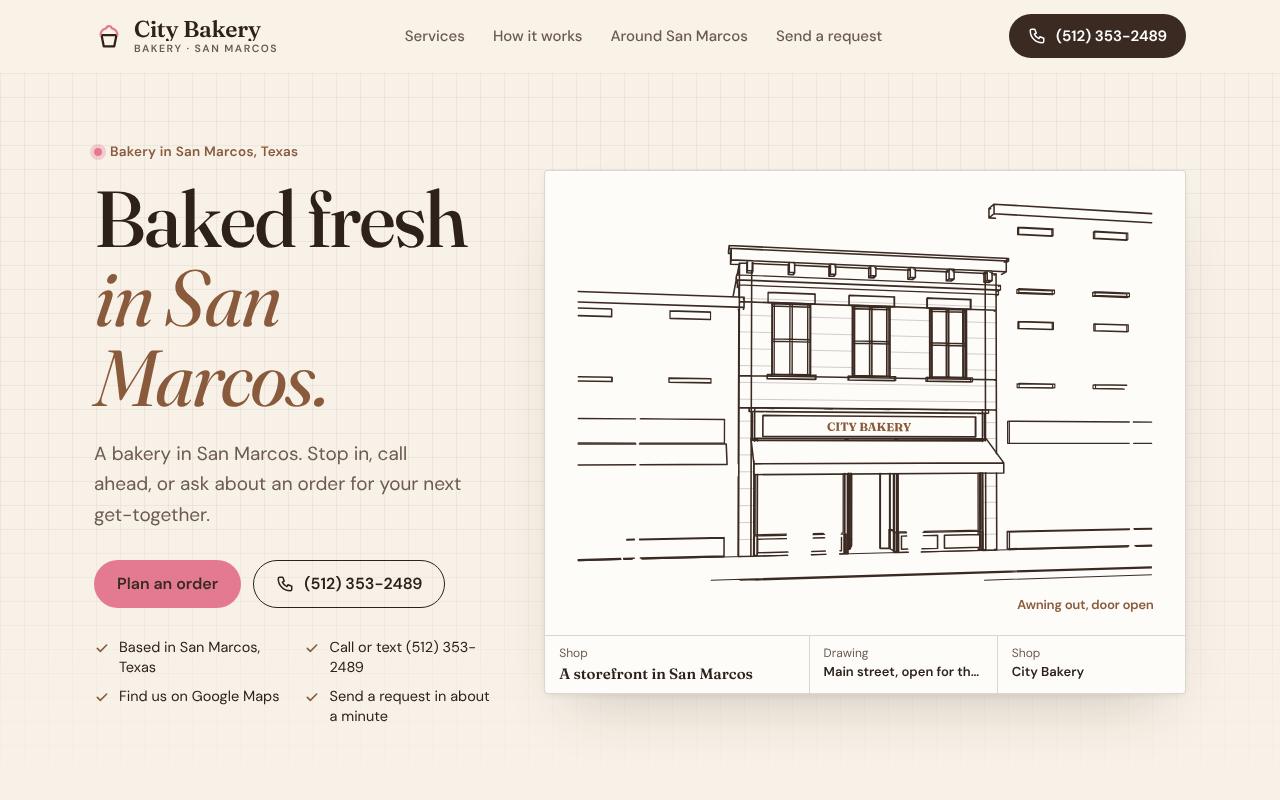 City Bakery
BAKERY · SAN MARCOS
Services
How it works
Around San Marcos
Send a request
(512) 353-2489
Bakery in San Marcos, Texas
Baked fresh
in San
Marcos.
A bakery in San Marcos. Stop in, call
ahead, or ask about an order for your next
get-together.
Plan an order
(512) 353-2489
Based in San Marcos,
Texas
Call or text (512) 353-
2489
Find us on Google Maps
Send a request in about
a minute
CITY BAKERY
Awning out, door open
Shop
A storefront in San Marcos
Drawing
Main street, open for th...
Shop
City Bakery